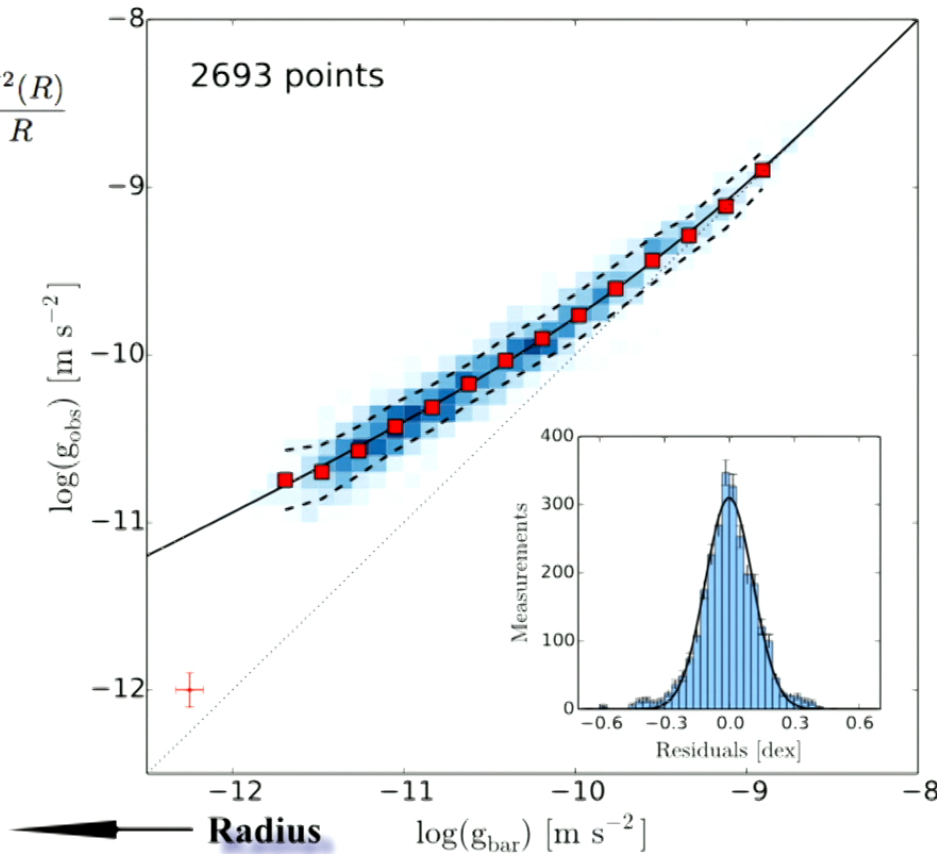 2693 points
²(R)
R
−8
−9
−10
−11
−12
log(g_obs) [m s⁻²]
400
300
200
100
0
Measurements
−0.6 −0.3 0.0 0.3 0.6
Residuals [dex]
−12 −11 −10 −9 −8
Radius log(g_bar) [m s⁻²]